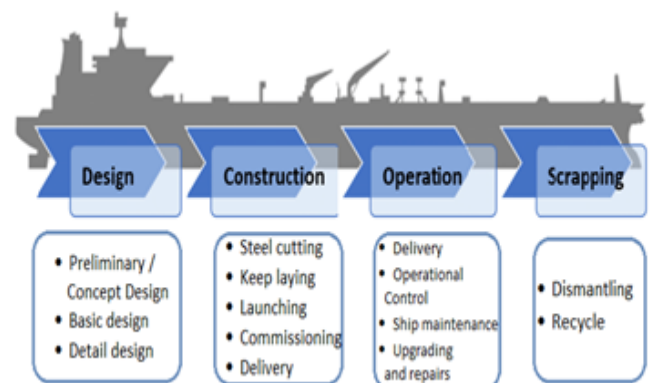 Design
Construction
Operation
Scrapping
• Preliminary /
Concept Design
• Basic design
• Detail design
• Steel cutting
• Keep laying
• Launching
• Commissioning
• Delivery
• Delivery
• Operational
Control
• Ship maintenance
• Upgrading
and repairs
• Dismantling
• Recycle